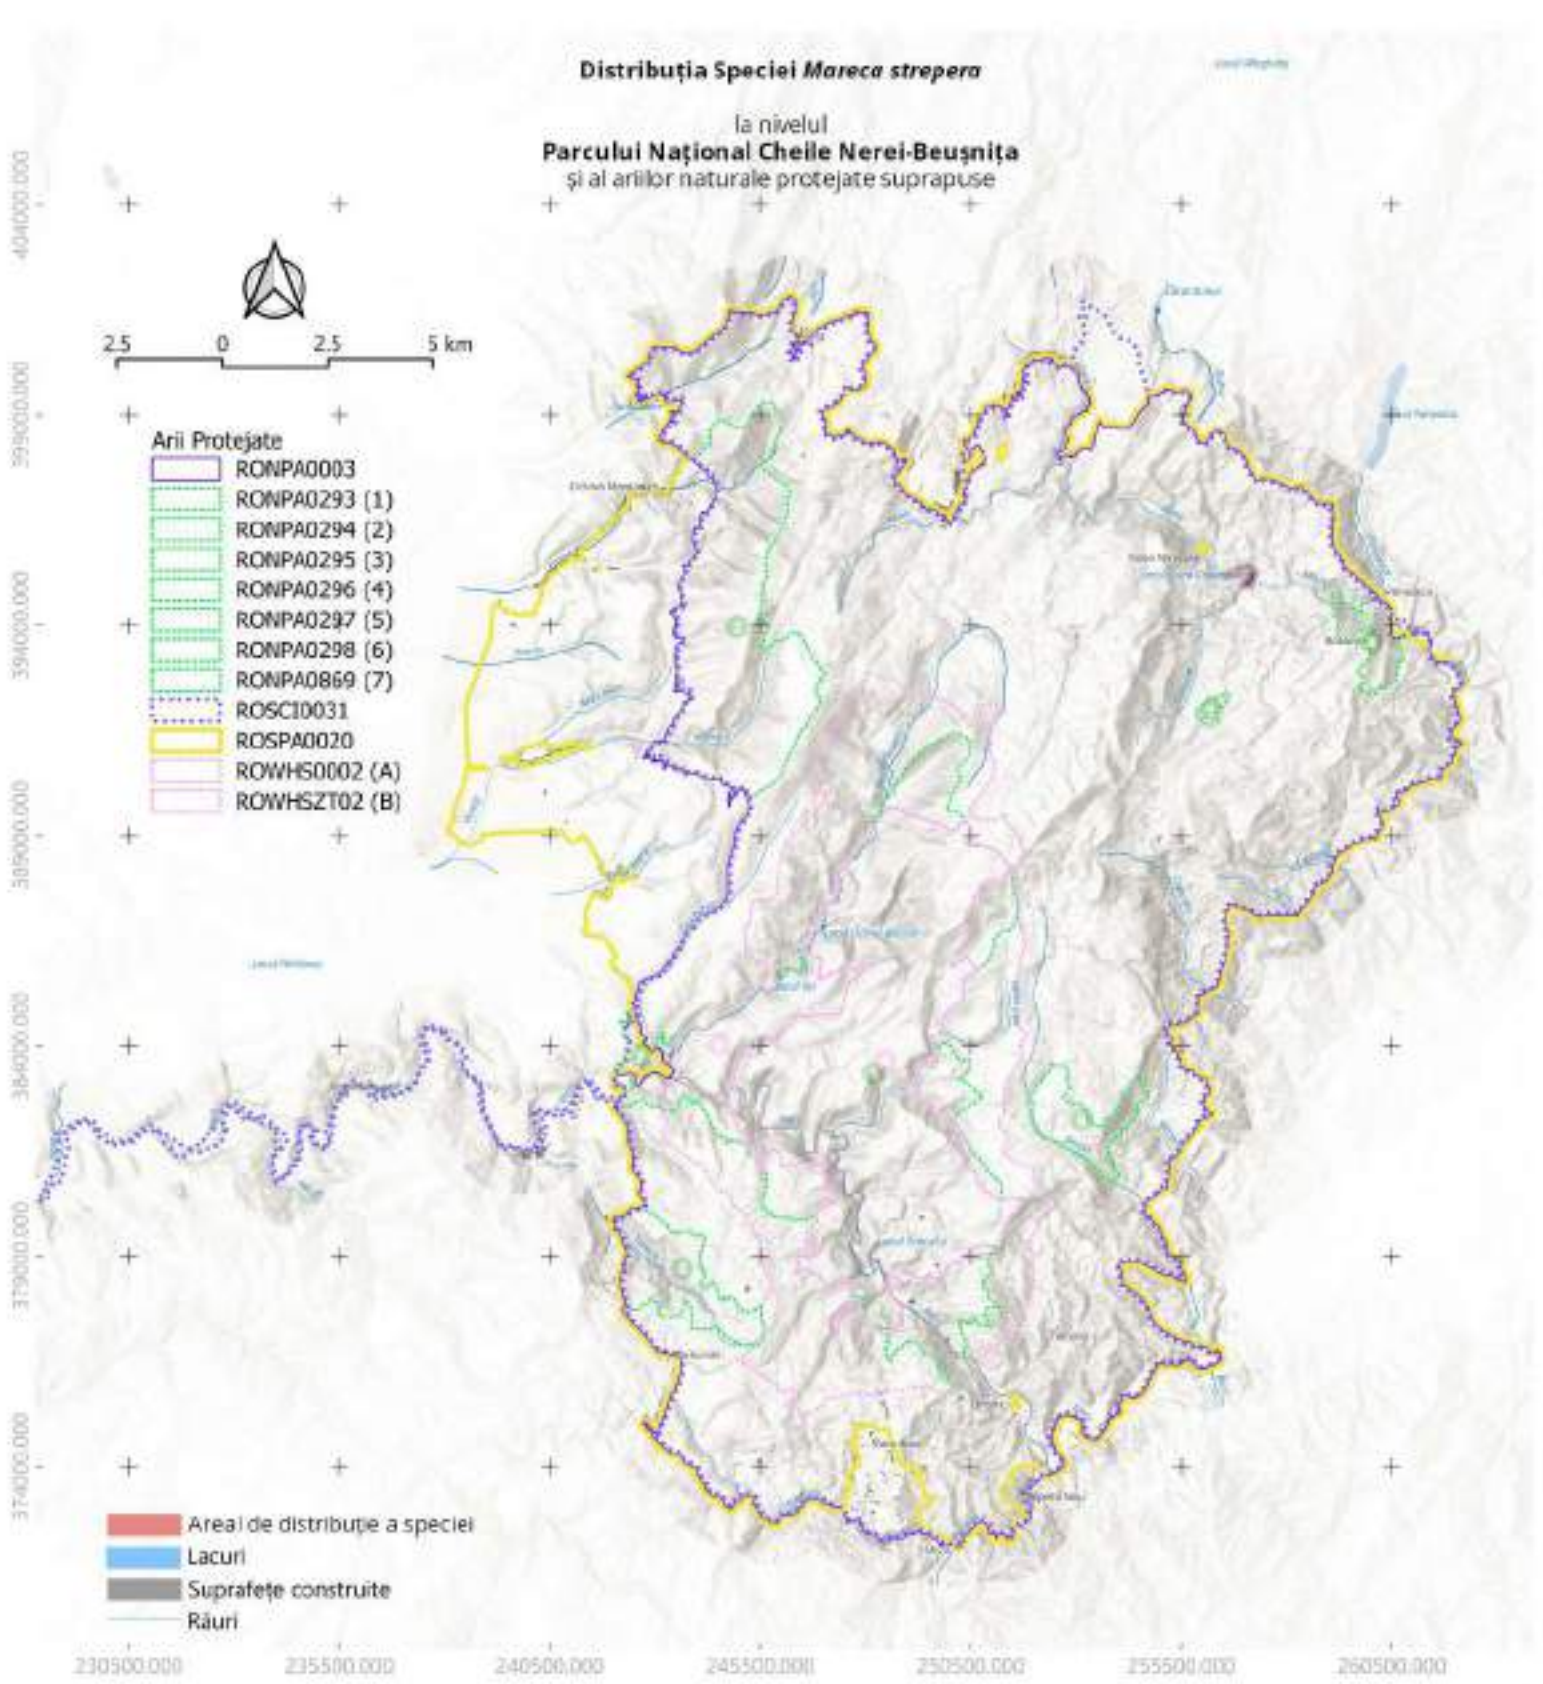 Distribuția Speciei Mareca strepera
la nivelul
Parcului Național Cheile Nerei-Beușnița
și al ariilor naturale protejate suprapuse
2.5 0 2.5 5 km
Arii Protejate
RONPA0003
RONPA0293 (1)
RONPA0294 (2)
RONPA0295 (3)
RONPA0296 (4)
RONPA0297 (5)
RONPA0298 (6)
RONPA0869 (7)
ROSCI0031
ROSPA0020
ROWHS0002 (A)
ROWHSZT02 (B)
Areal de distribuție a speciei
Lacuri
Suprafețe construite
Râuri
404000.000
399000.000
394000.000
389000.000
384000.000
379000.000
374000.000
230500.000 235500.000 240500.000 245500.000 250500.000 255500.000 260500.000